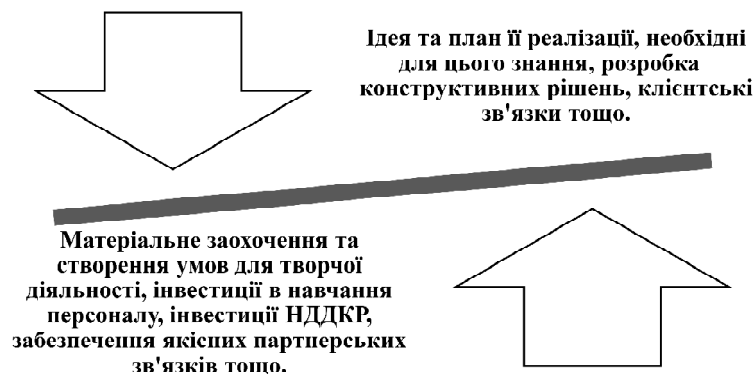 Ідея та план її реалізації, необхідні
для цього знання, розробка
конструктивних рішень, клієнтські
зв'язки тощо.
Матеріальне заохочення та
створення умов для творчої
діяльності, інвестиції в навчання
персоналу, інвестиції НДДКР,
забезпечення якісних партнерських
зв'язків тощо.